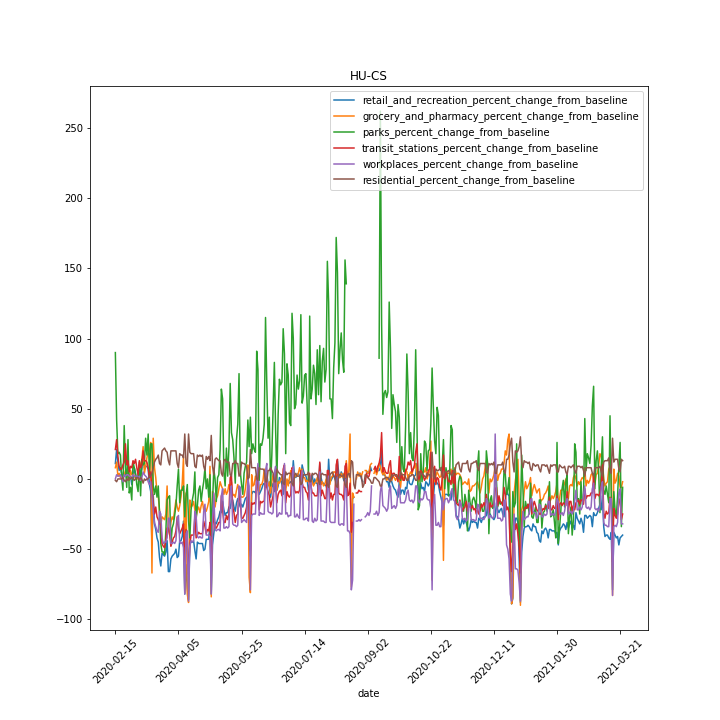 HU-CS
retail_and_recreation_percent_change_from_baseline
grocery_and_pharmacy_percent_change_from_baseline
parks_percent_change_from_baseline
transit_stations_percent_change_from_baseline
workplaces_percent_change_from_baseline
residential_percent_change_from_baseline
250
200
150
100
50
0
−50
−100
2020-02-15
2020-04-05
2020-05-25
2020-07-14
2020-09-02
2020-10-22
2020-12-11
2021-01-30
2021-03-21
date